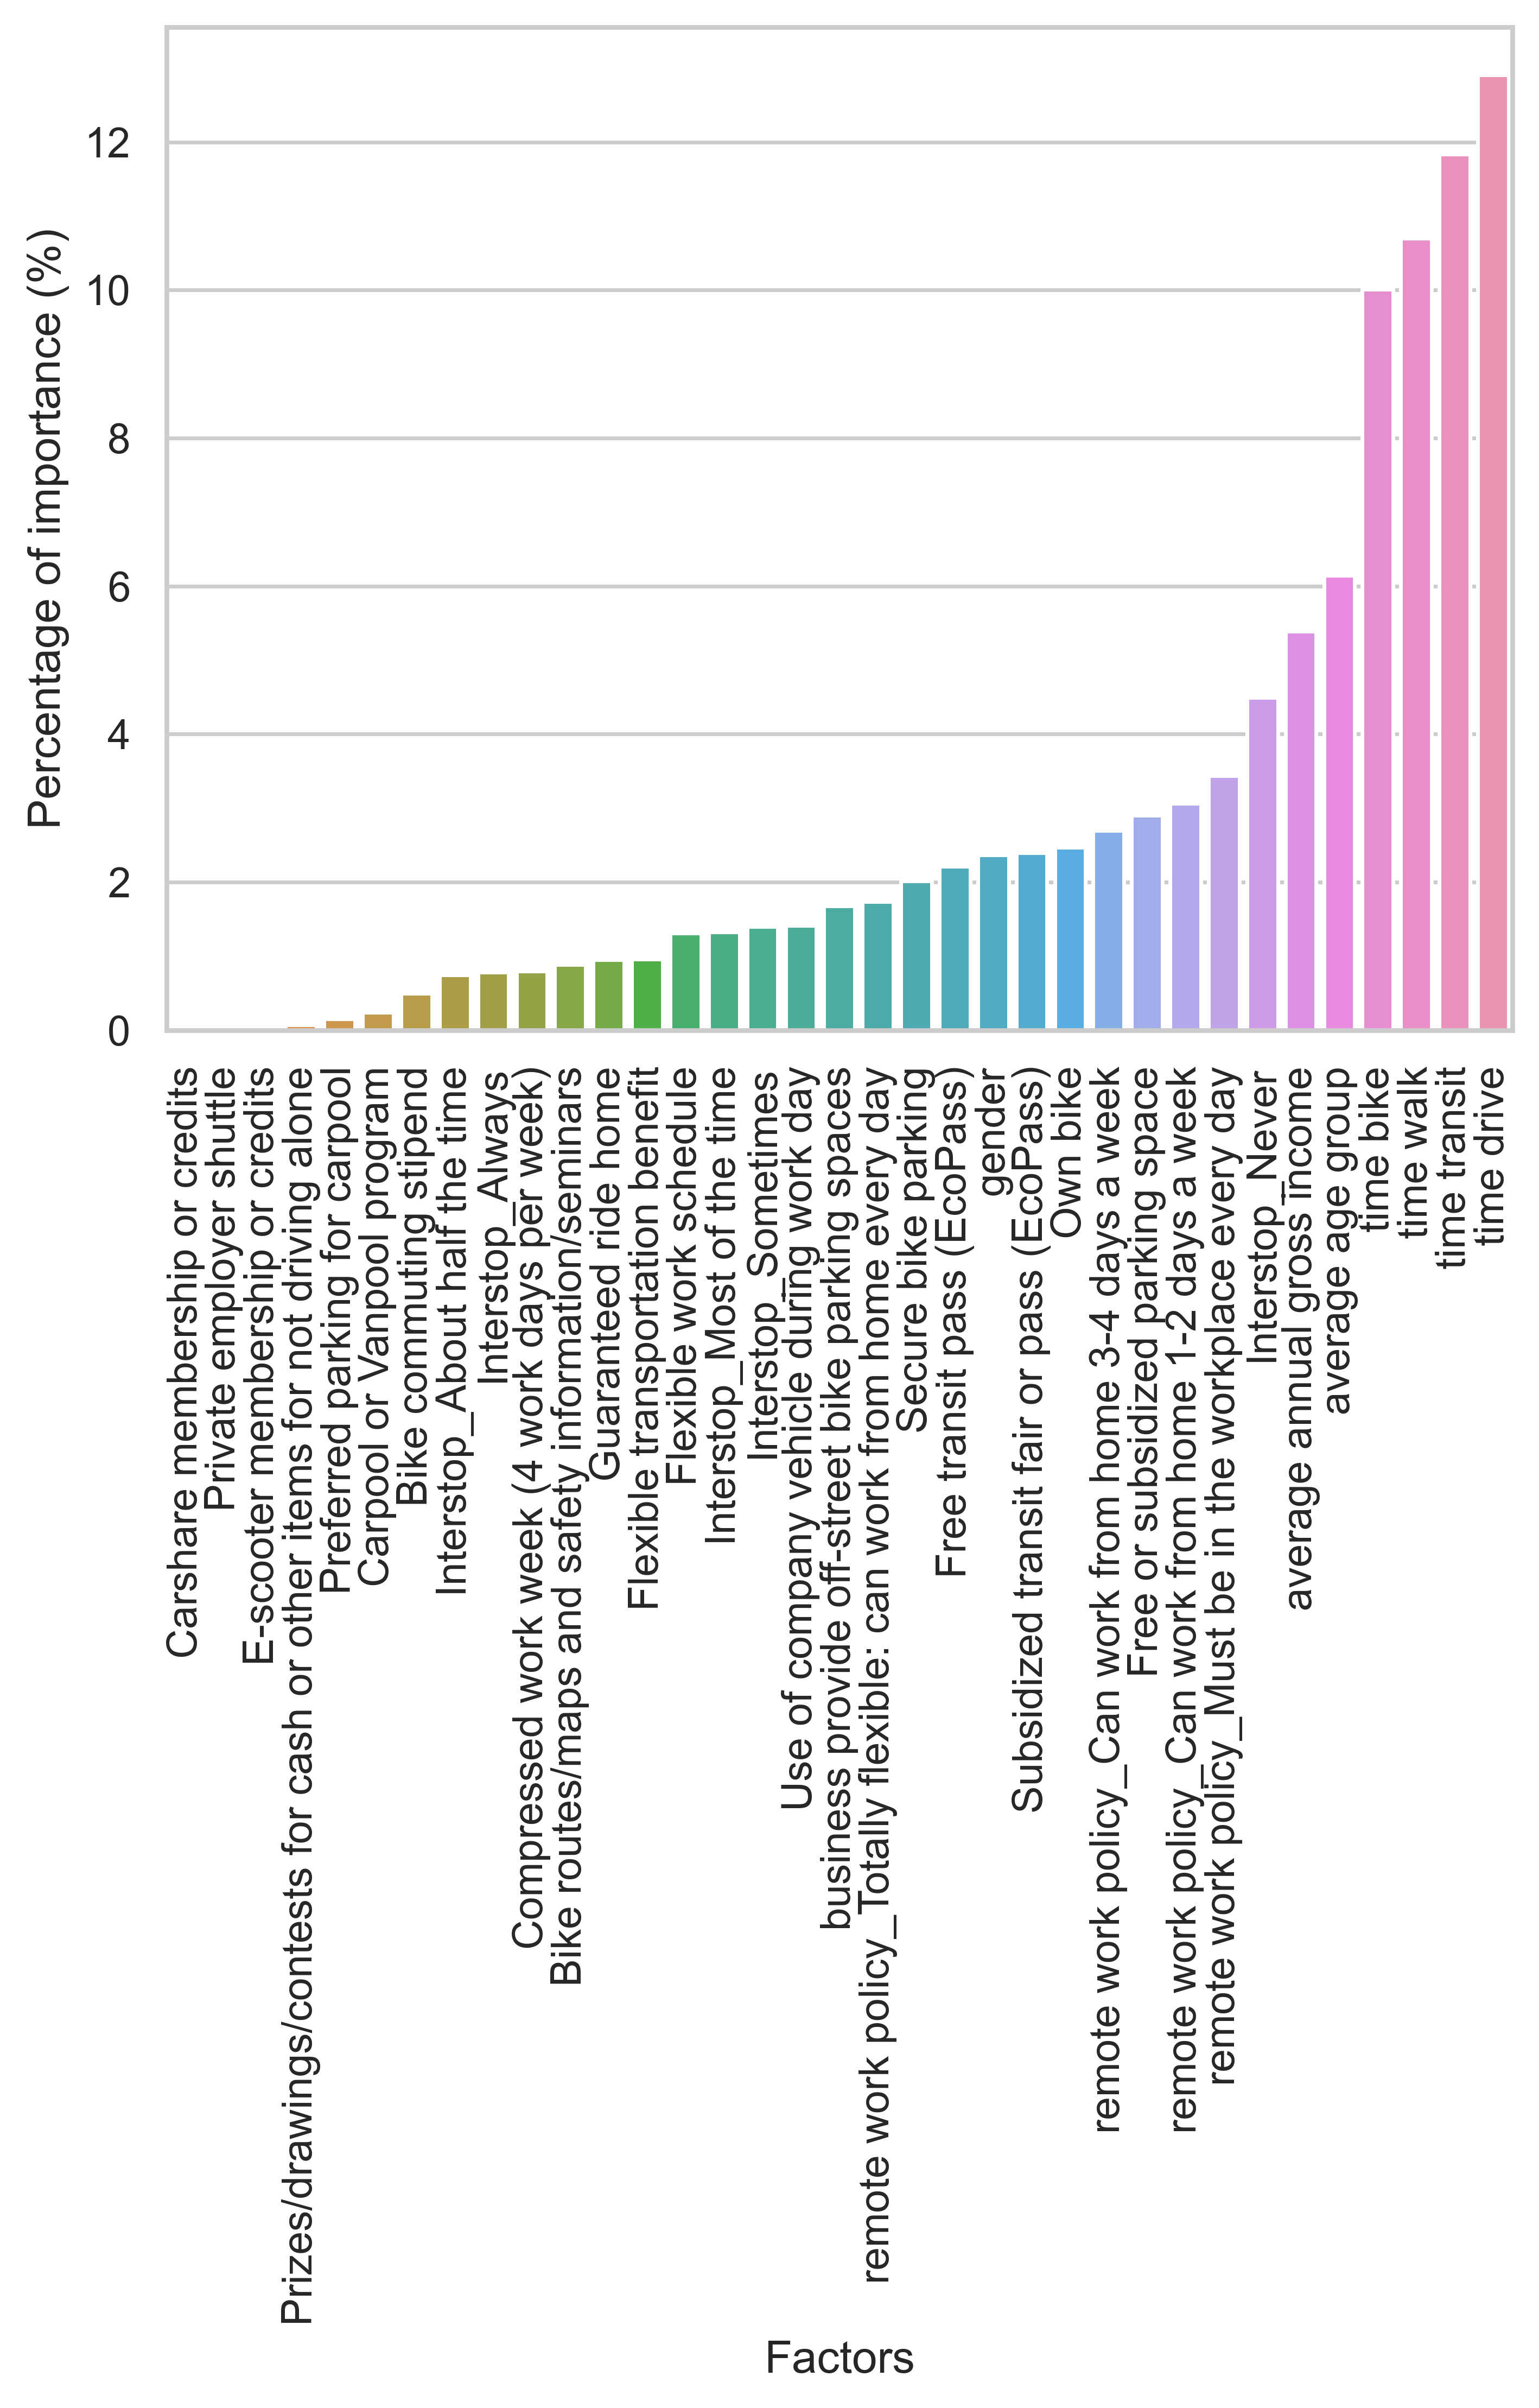 Percentage of importance (%)
12
10
8
6
4
2
0
Carshare membership or credits
Private employer shuttle
E-scooter membership or credits
Prizes/drawings/contests for cash or other items for not driving alone
Preferred parking for carpool
Carpool or Vanpool program
Bike commuting stipend
Interstop_About half the time
Interstop_Always
Compressed work week (4 work days per week)
Bike routes/maps and safety information/seminars
Guaranteed ride home
Flexible transportation benefit
Flexible work schedule
Interstop_Most of the time
Interstop_Sometimes
Use of company vehicle during work day
business provide off-street bike parking spaces
remote work policy_Totally flexible: can work from home every day
Secure bike parking
Free transit pass (EcoPass)
gender
Subsidized transit fair or pass (EcoPass)
Own bike
remote work policy_Can work from home 3-4 days a week
Free or subsidized parking space
remote work policy_Can work from home 1-2 days a week
remote work policy_Must be in the workplace every day
Interstop_Never
average annual gross income
average age group
time bike
time walk
time transit
time drive
Factors